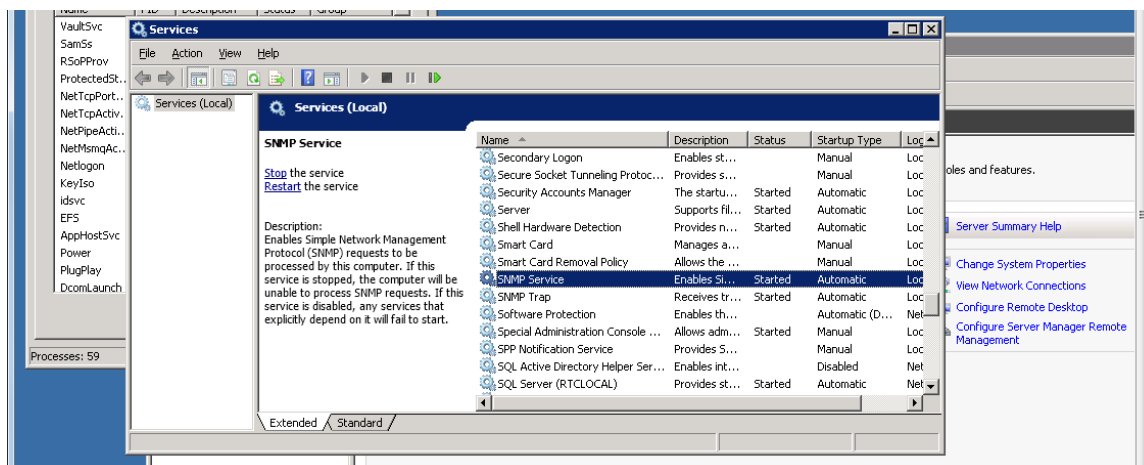 Name PID Description Status Group
VaultSvc
SamSs
RSoPProv
ProtectedSt...
NetTcpPort...
NetTcpActiv.
NetPipeActi...
NetMsmqAc...
Netlogon
KeyIso
idsvc
EFS
AppHostSvc
Power
PlugPlay
DcomLaunch
Processes: 59
Services
File Action View Help
Services (Local)
Services (Local)
SNMP Service
Stop the service
Restart the service
Description:
Enables Simple Network Management
Protocol (SNMP) requests to be
processed by this computer. If this
service is stopped, the computer will be
unable to process SNMP requests. If this
service is disabled, any services that
explicitly depend on it will fail to start.
Name Description Status Startup Type Loc
Secondary Logon Enables st... Manual Loc
Secure Socket Tunneling Protoc... Provides s... Manual Loc
Security Accounts Manager The startu... Started Automatic Loc
Server Supports fil... Started Automatic Loc
Shell Hardware Detection Provides n... Started Automatic Loc
Smart Card Manages a... Manual Loc
Smart Card Removal Policy Allows the ... Manual Loc
SNMP Service Enables Si... Started Automatic Loc
SNMP Trap Receives tr... Started Automatic Loc
Software Protection Enables th... Automatic (D... Net
Special Administration Console ... Allows adm... Started Manual Loc
SPP Notification Service Provides S... Manual Loc
SQL Active Directory Helper Ser... Enables int... Disabled Net
SQL Server (RTCLOCAL) Provides st... Started Automatic Net
Extended Standard
oles and features.
Server Summary Help
Change System Properties
View Network Connections
Configure Remote Desktop
Configure Server Manager Remote
Management